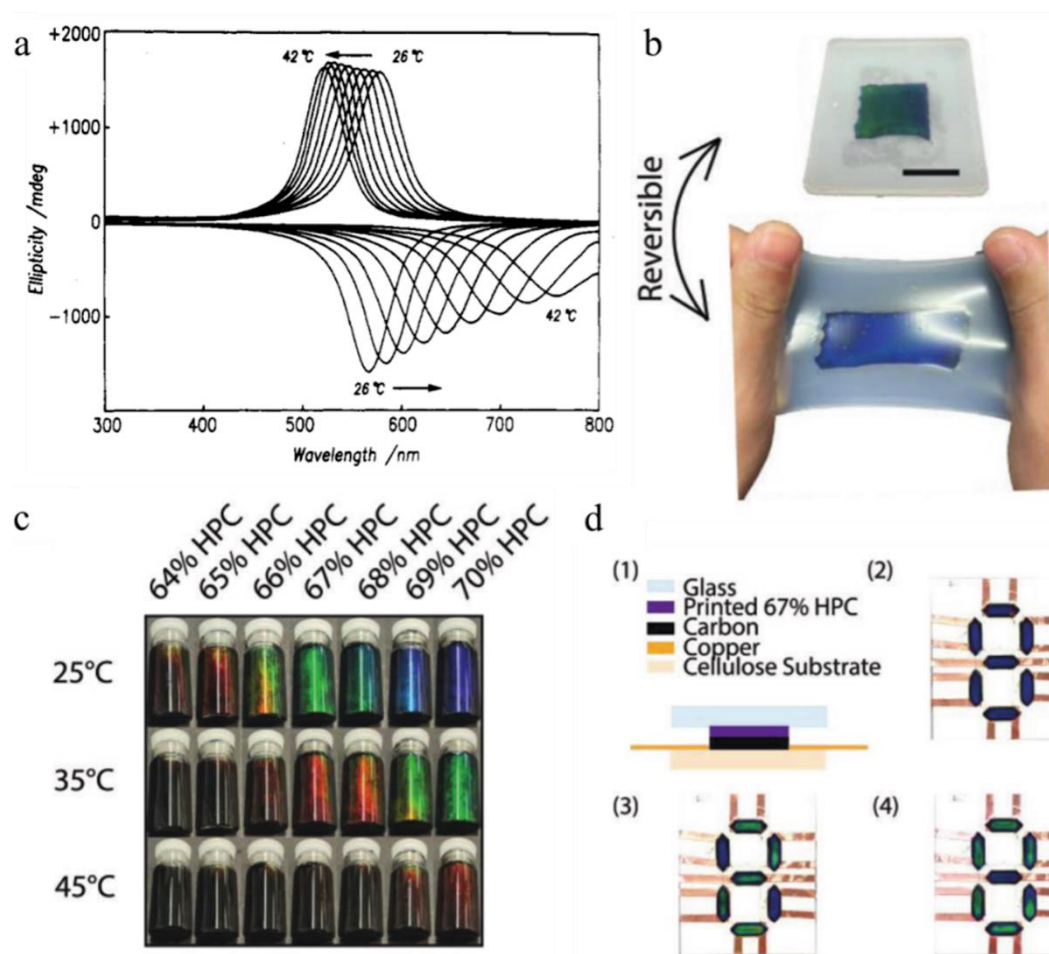 a
+2000
+1000
0
-1000
Ellipticity /mdeg
42 °C
26 °C
42 °C
26 °C
300
400
500
600
700
800
Wavelength /nm
b
Reversible
c
64% HPC
65% HPC
66% HPC
67% HPC
68% HPC
69% HPC
70% HPC
25°C
35°C
45°C
d
(1)
Glass
Printed 67% HPC
Carbon
Copper
Cellulose Substrate
(2)
(3)
(4)